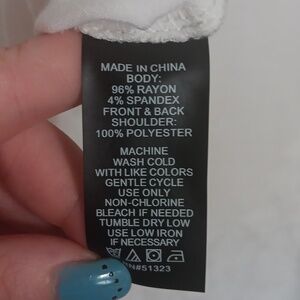 MADE IN CHINA
BODY:
96% RAYON
4% SPANDEX
FRONT & BACK
SHOULDER:
100% POLYESTER
MACHINE
WASH COLD
WITH LIKE COLORS
GENTLE CYCLE
USE ONLY
NON-CHLORINE
BLEACH IF NEEDED
TUMBLE DRY LOW
USE LOW IRON
IF NECESSARY
RN#51323